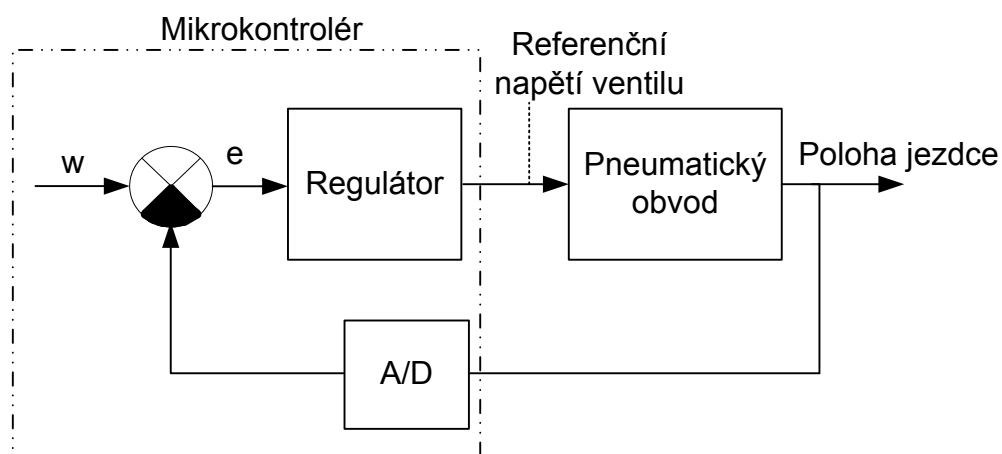 Mikrokontrolér
Referenční
napětí ventilu
w
e
Regulátor
Pneumatický
obvod
Poloha jezdce
A/D